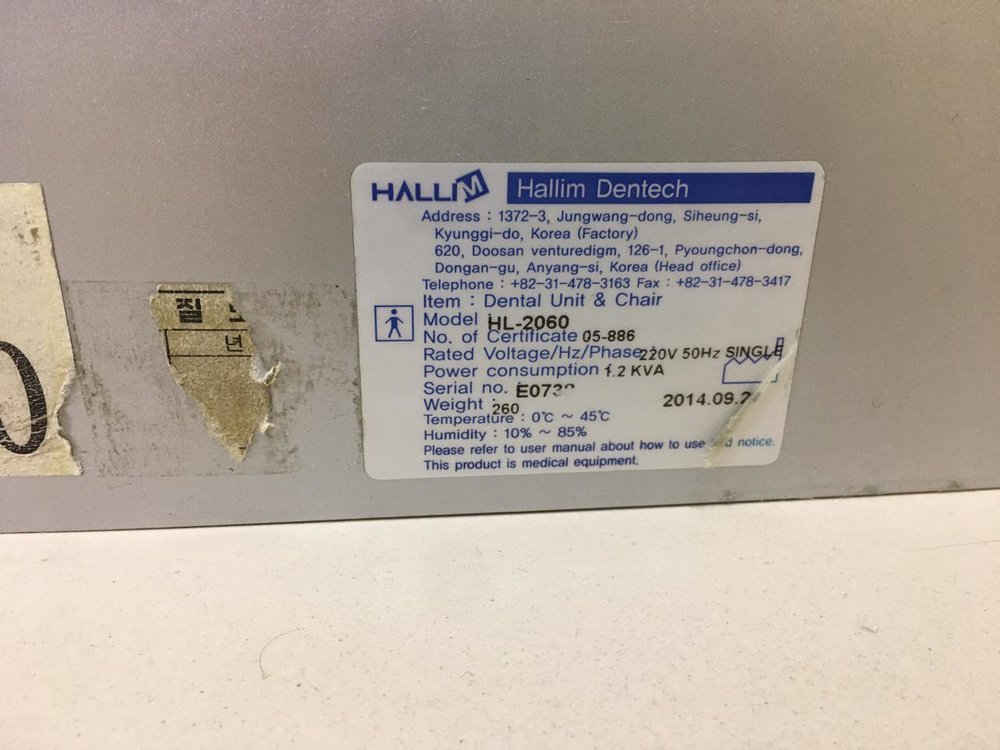 HALLIM Hallim Dentech
Address : 1372-3, Jungwang-dong, Siheung-si,
Kyunggi-do, Korea (Factory)
620, Doosan venturedigm, 126-1, Pyoungchon-dong,
Dongan-gu, Anyang-si, Korea (Head office)
Telephone : +82-31-478-3163 Fax : +82-31-478-3417
Item : Dental Unit & Chair
Model HL-2060
No. of Certificate 05-886
Rated Voltage/Hz/Phase 220V 50Hz SINGLE
Power consumption 1.2 KVA
Serial no.
Weight : 260
Temperature : 0℃ ~ 45℃
Humidity : 10% ~ 85%
Please refer to user manual about how to use notice.
This product is medical equipment.
질
년